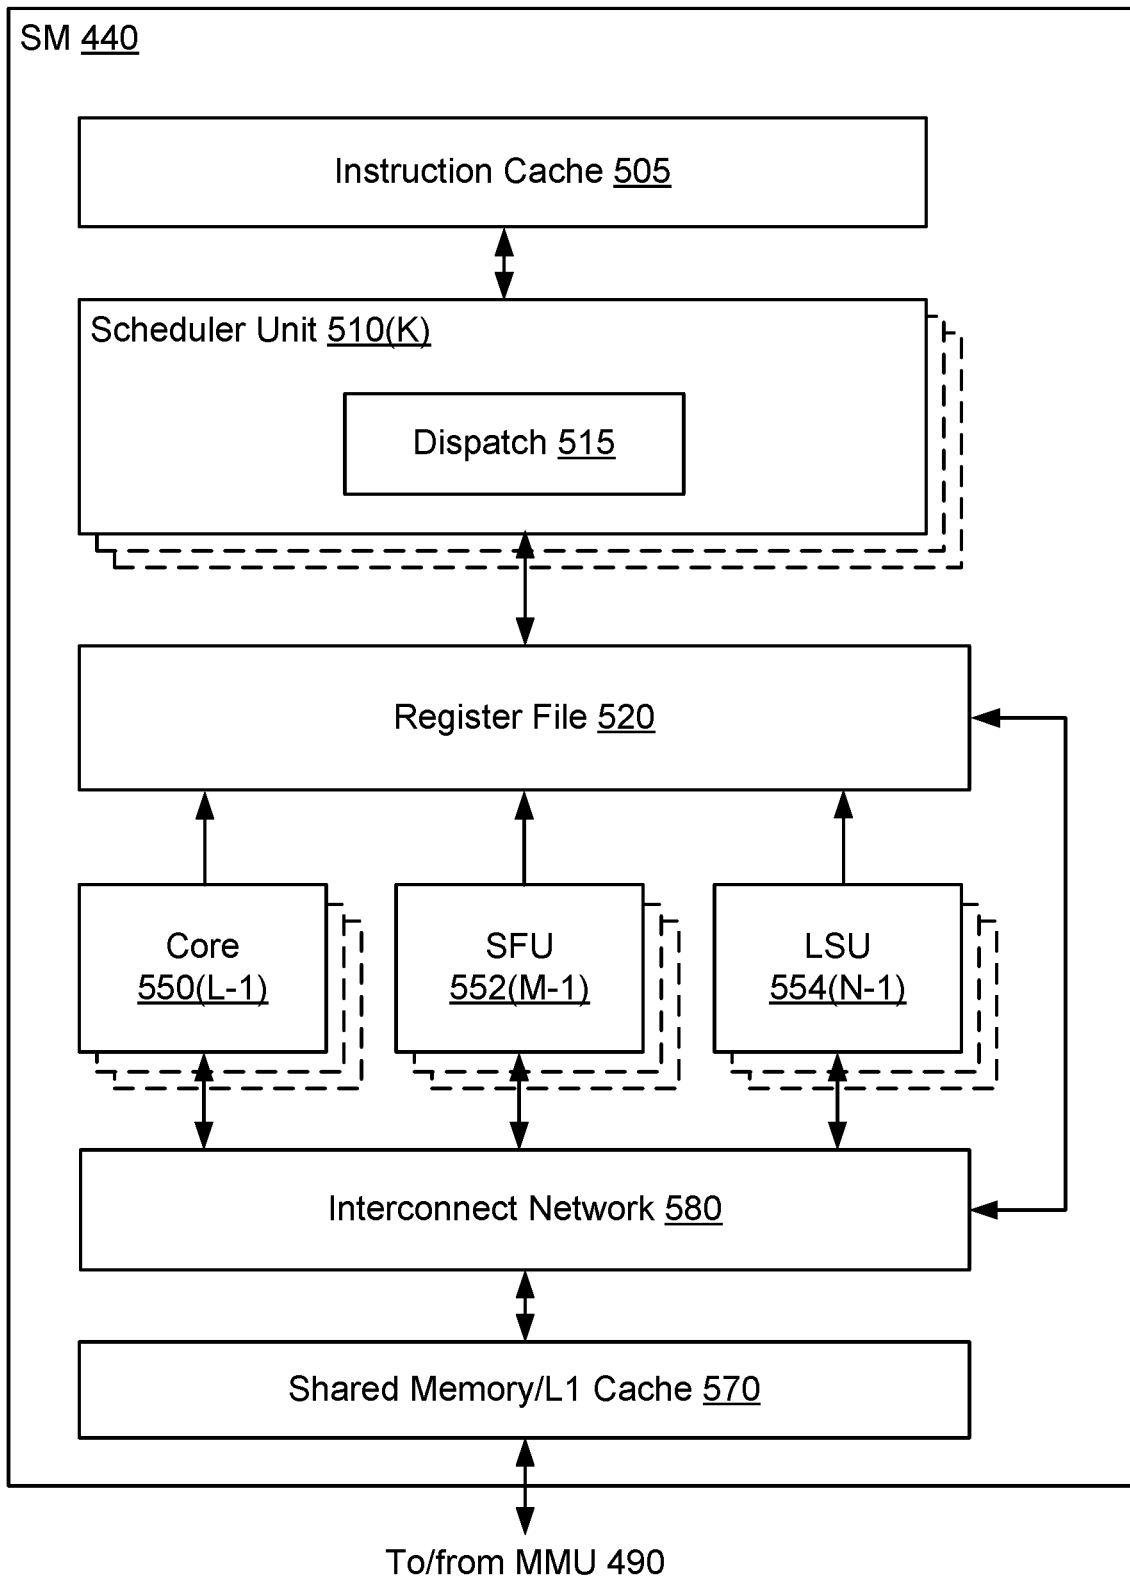 SM 440
Instruction Cache 505
Scheduler Unit 510(K)
Dispatch 515
Register File 520
Core
550(L-1)
SFU
552(M-1)
LSU
554(N-1)
Interconnect Network 580
Shared Memory/L1 Cache 570
To/from MMU 490